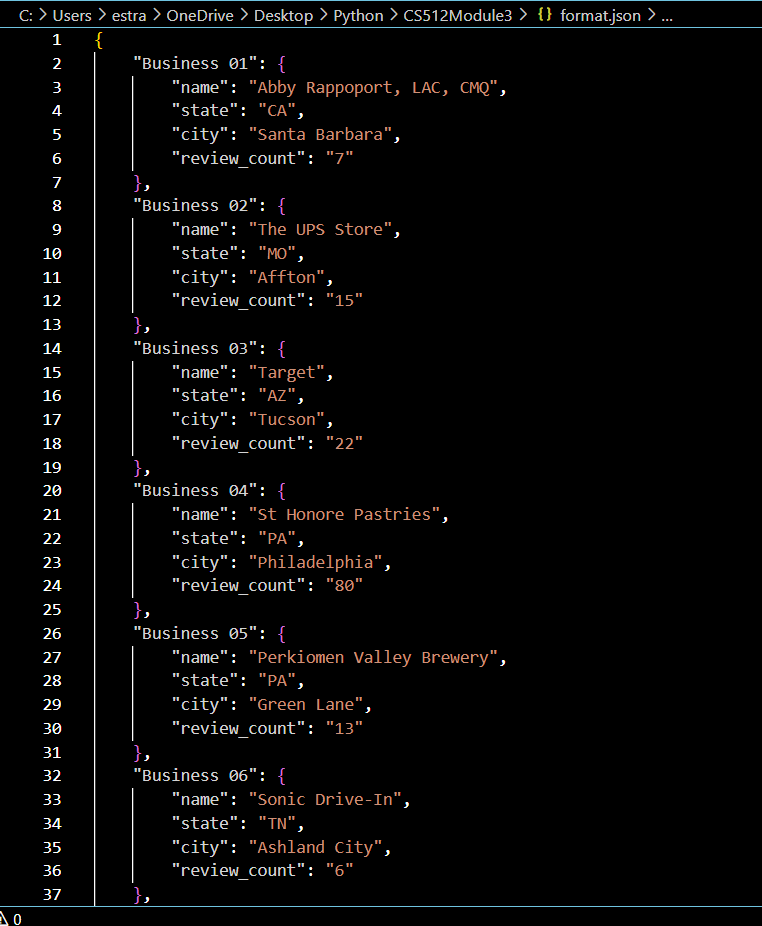 C: > Users > estra > OneDrive > Desktop > Python > CS512Module3 > {} format.json > ...
1 {
2     "Business 01": {
3         "name": "Abby Rappoport, LAC, CMQ",
4         "state": "CA",
5         "city": "Santa Barbara",
6         "review_count": "7"
7     },
8     "Business 02": {
9         "name": "The UPS Store",
10         "state": "MO",
11         "city": "Affton",
12         "review_count": "15"
13     },
14     "Business 03": {
15         "name": "Target",
16         "state": "AZ",
17         "city": "Tucson",
18         "review_count": "22"
19     },
20     "Business 04": {
21         "name": "St Honore Pastries",
22         "state": "PA",
23         "city": "Philadelphia",
24         "review_count": "80"
25     },
26     "Business 05": {
27         "name": "Perkiomen Valley Brewery",
28         "state": "PA",
29         "city": "Green Lane",
30         "review_count": "13"
31     },
32     "Business 06": {
33         "name": "Sonic Drive-In",
34         "state": "TN",
35         "city": "Ashland City",
36         "review_count": "6"
37     },
0